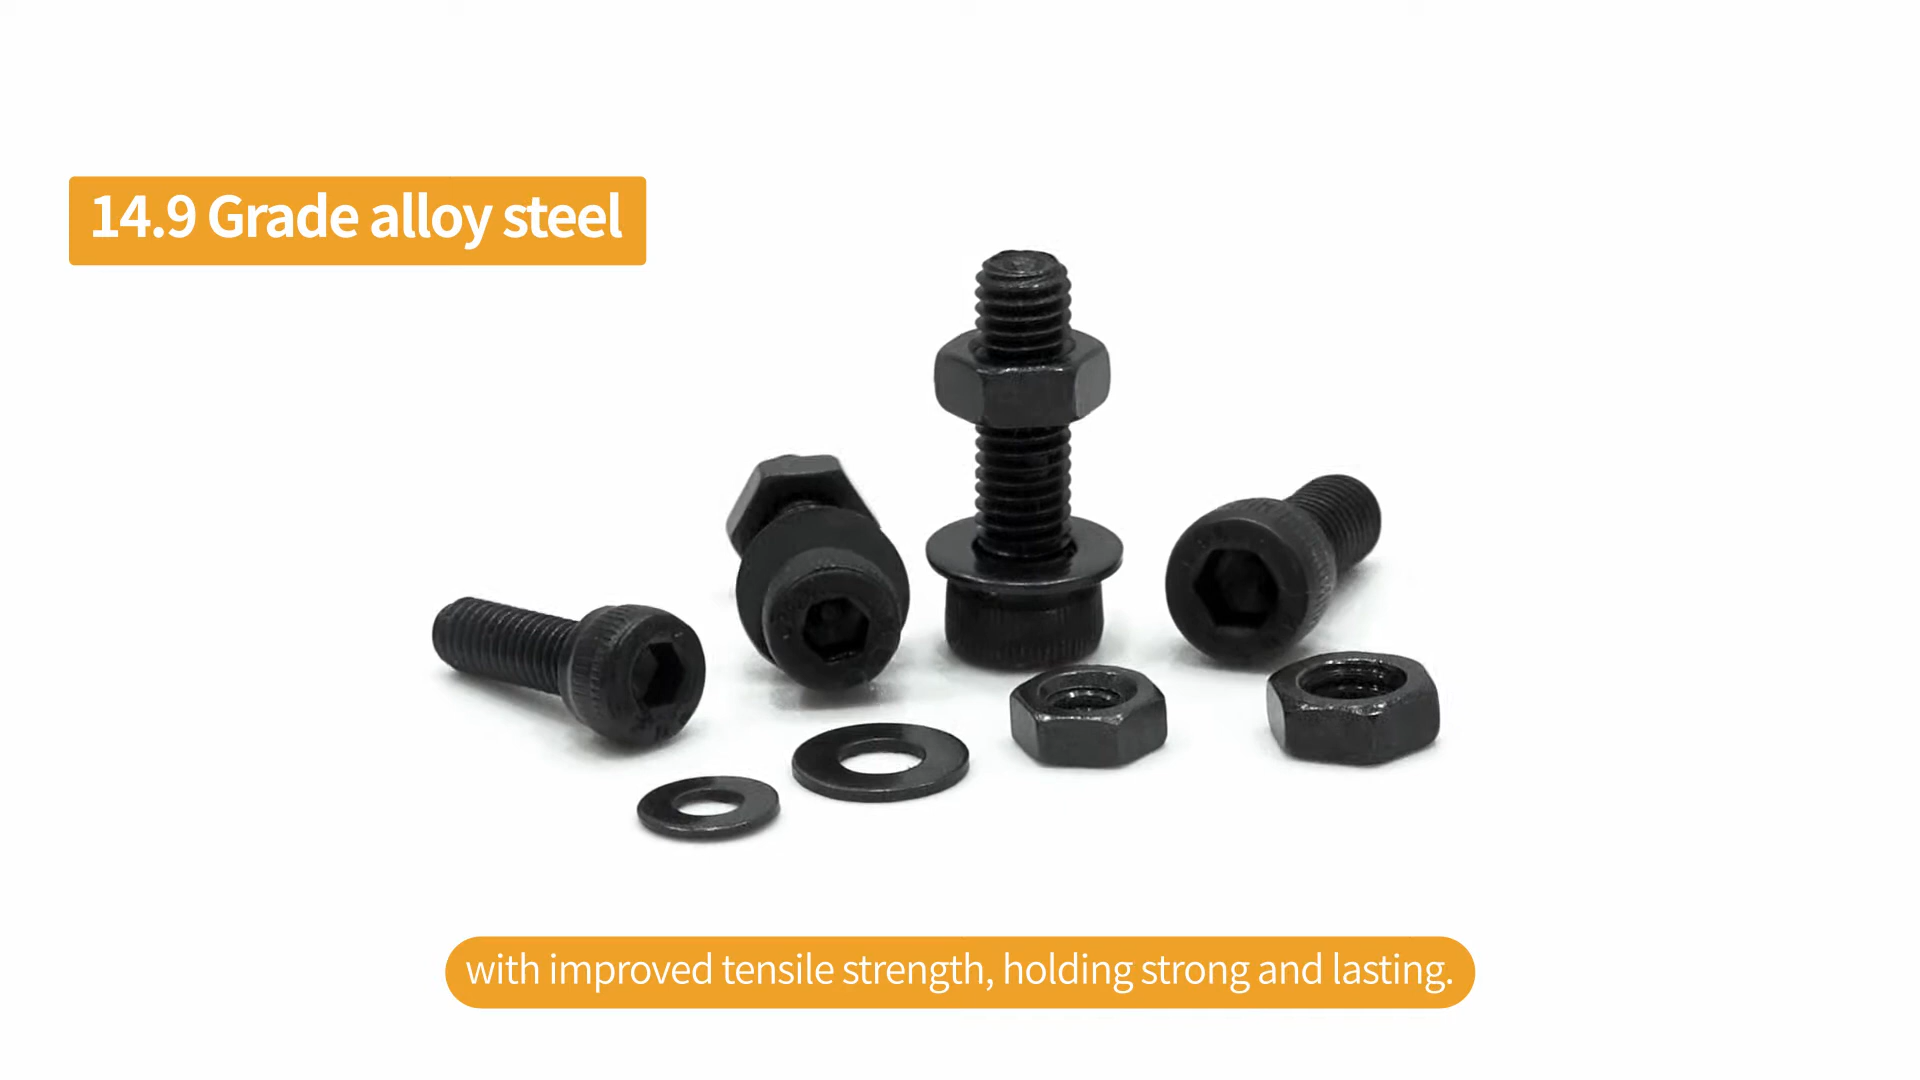 14.9 Grade alloy steel
with improved tensile strength, holding strong and lasting.